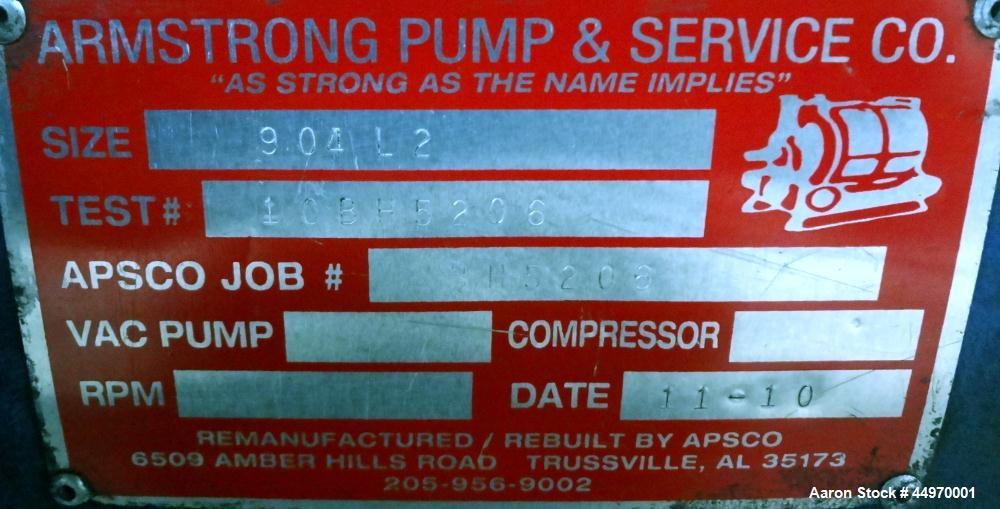 ARMSTRONG PUMP & SERVICE CO.
"AS STRONG AS THE NAME IMPLIES"
SIZE 904 L2
TEST# 10BH5206
APSCO JOB #
VAC PUMP COMPRESSOR
RPM DATE 11-10
REMANUFACTURED / REBUILT BY APSCO
6509 AMBER HILLS ROAD TRUSSVILLE, AL 35173
205-956-9002
Aaron Stock # 44970001